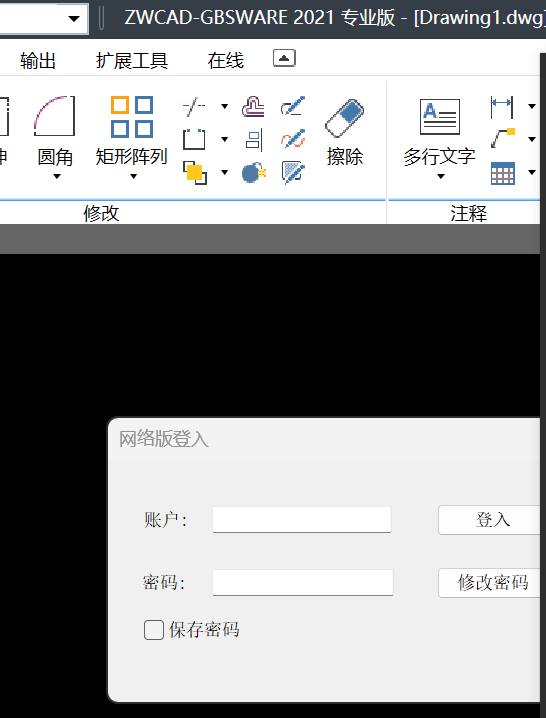 ZWCAD-GBSWARE 2021 专业版 - [Drawing1.dwg]
输出 扩展工具 在线
圆角 矩形阵列 擦除 多行文字
A
修改 注释
网络版登入
账户： 登入
密码： 修改密码
保存密码